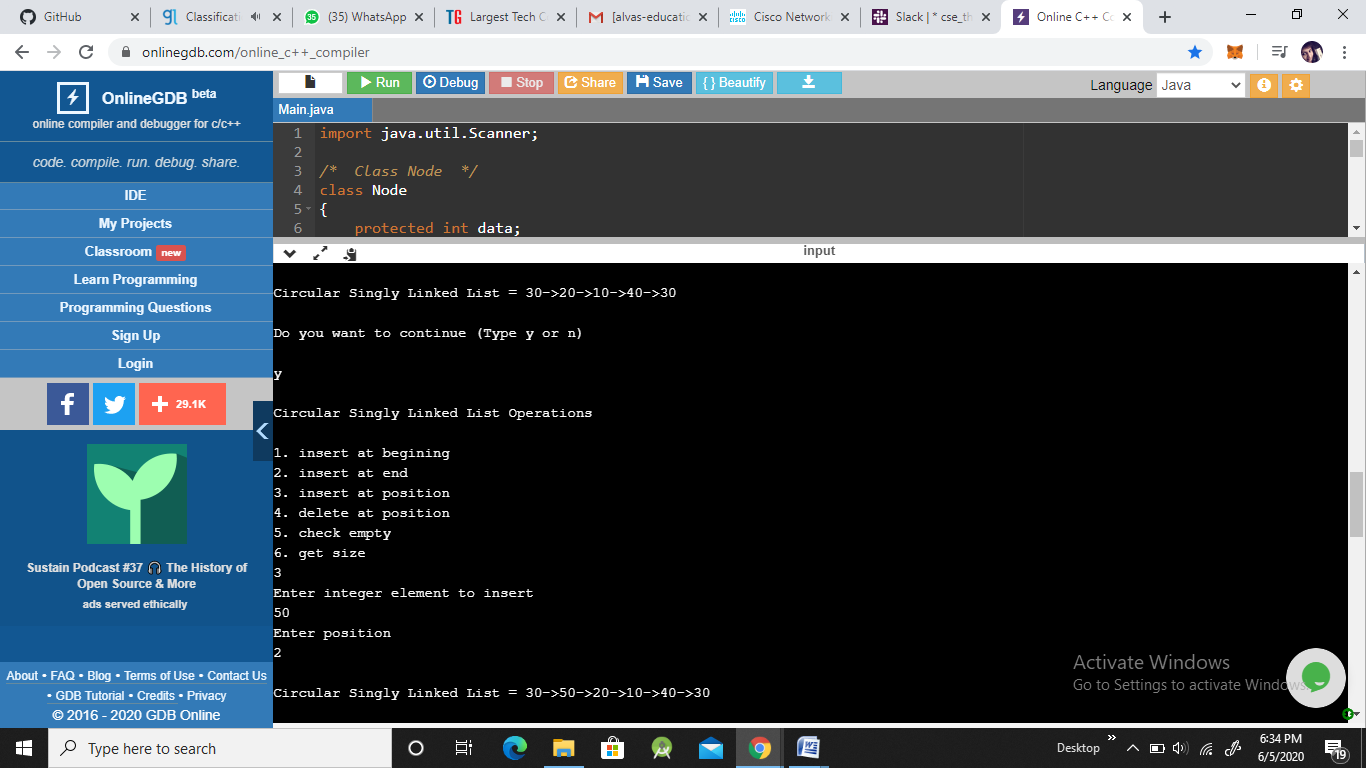 GitHub
Classificati
(35) WhatsApp
TG Largest Tech C
[alvas-educatic
Cisco Network
Slack | * cse_th
Online C++ Cc
onlinegdb.com/online_c++_compiler
OnlineGDB beta
online compiler and debugger for c/c++
code. compile. run. debug. share.
IDE
My Projects
Classroom new
Learn Programming
Programming Questions
Sign Up
Login
29.1K
Sustain Podcast #37 🎧 The History of
Open Source & More
ads served ethically
About • FAQ • Blog • Terms of Use • Contact Us
• GDB Tutorial • Credits • Privacy
© 2016 - 2020 GDB Online
Run Debug Stop Share Save { } Beautify
Language Java
Main.java
1 import java.util.Scanner;
2
3 /*  Class Node  */
4 class Node
5 {
6     protected int data;
input
Circular Singly Linked List = 30->20->10->40->30
Do you want to continue (Type y or n)
y
Circular Singly Linked List Operations
1. insert at begining
2. insert at end
3. insert at position
4. delete at position
5. check empty
6. get size
3
Enter integer element to insert
50
Enter position
2
Circular Singly Linked List = 30->50->20->10->40->30
Activate Windows
Go to Settings to activate Windows.
Type here to search
Desktop
6:34 PM
6/5/2020
19